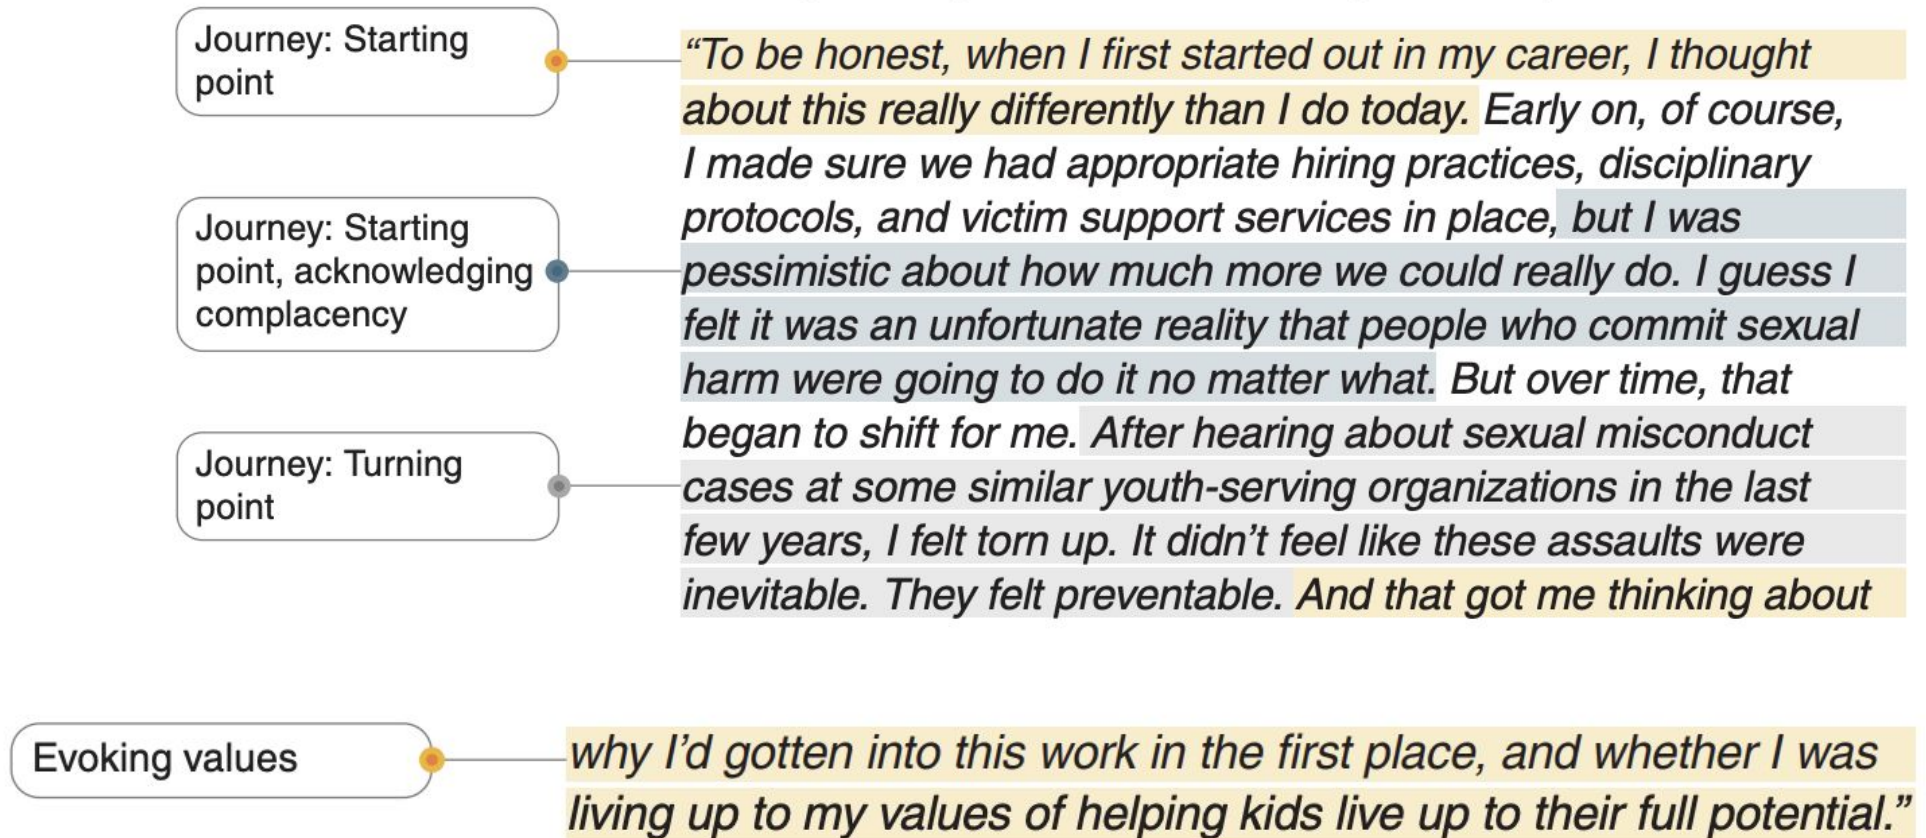 Journey: Starting
point
“To be honest, when I first started out in my career, I thought
about this really differently than I do today. Early on, of course,
I made sure we had appropriate hiring practices, disciplinary
Journey: Starting
point, acknowledging
complacency
protocols, and victim support services in place, but I was
pessimistic about how much more we could really do. I guess I
felt it was an unfortunate reality that people who commit sexual
harm were going to do it no matter what. But over time, that
Journey: Turning
point
began to shift for me. After hearing about sexual misconduct
cases at some similar youth-serving organizations in the last
few years, I felt torn up. It didn’t feel like these assaults were
inevitable. They felt preventable. And that got me thinking about
Evoking values
why I’d gotten into this work in the first place, and whether I was
living up to my values of helping kids live up to their full potential.”